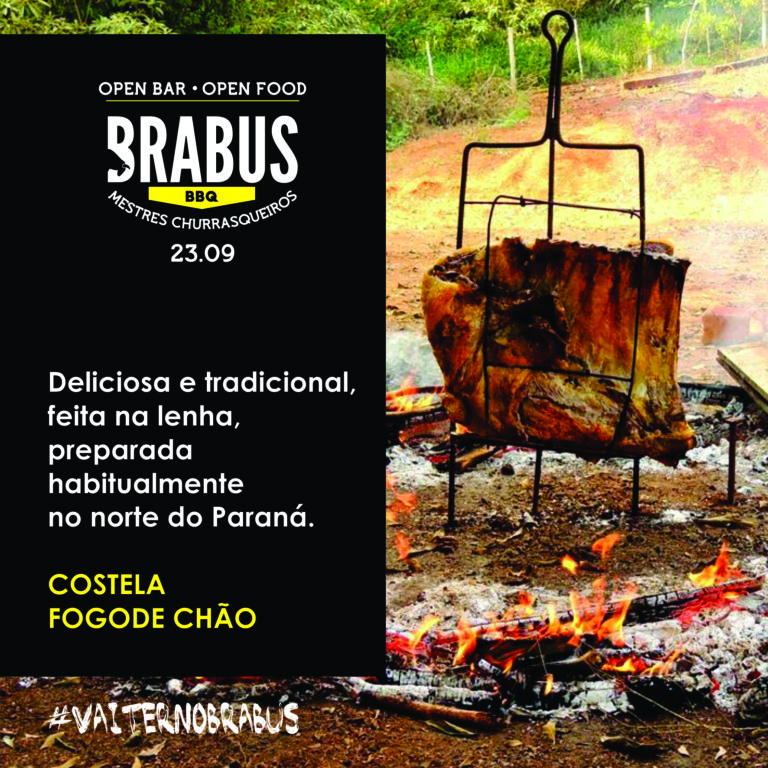 OPEN BAR • OPEN FOOD
BRABUS
BBQ
MESTRES CHURRASQUEIROS
23.09
Deliciosa e tradicional,
feita na lenha,
preparada
habitualmente
no norte do Paraná.
COSTELA
FOGODE CHÃO
#VAITERNOBRABUS